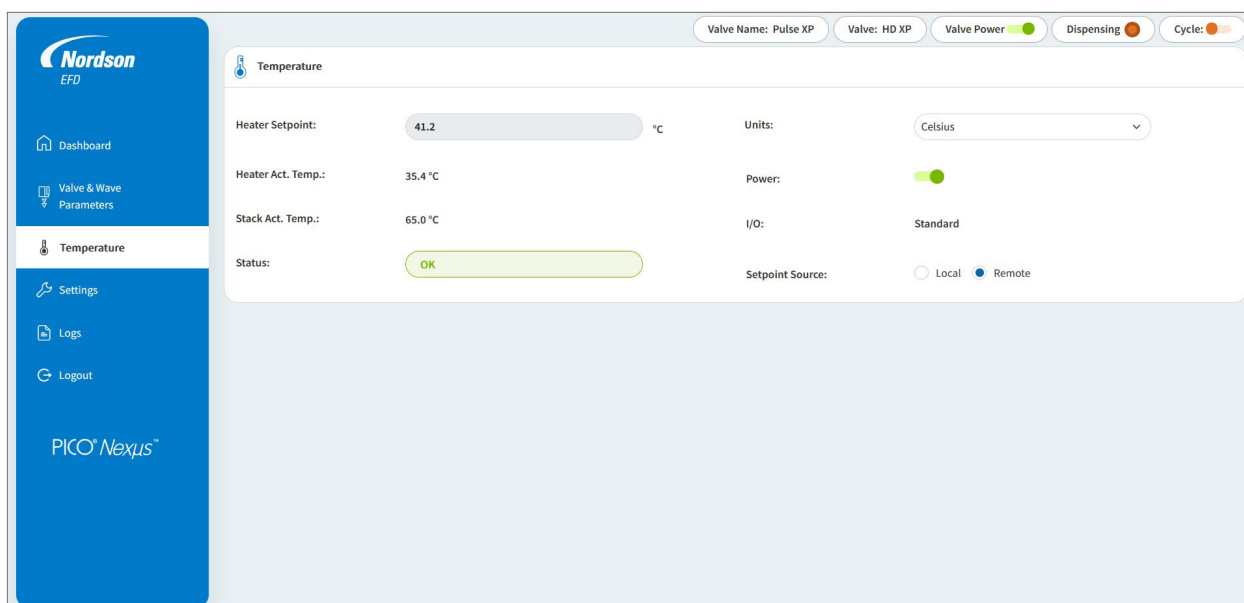 Nordson
EFD
Dashboard
Valve & Wave
Parameters
Temperature
Settings
Logs
Logout
PICO® Nexμs™
Valve Name: Pulse XP
Valve: HD XP
Valve Power
Dispensing
Cycle:
Temperature
Heater Setpoint:
41.2
°C
Units:
Celsius
Heater Act. Temp.:
35.4 °C
Power:
Stack Act. Temp.:
65.0 °C
I/O:
Standard
Status:
OK
Setpoint Source:
Local
Remote